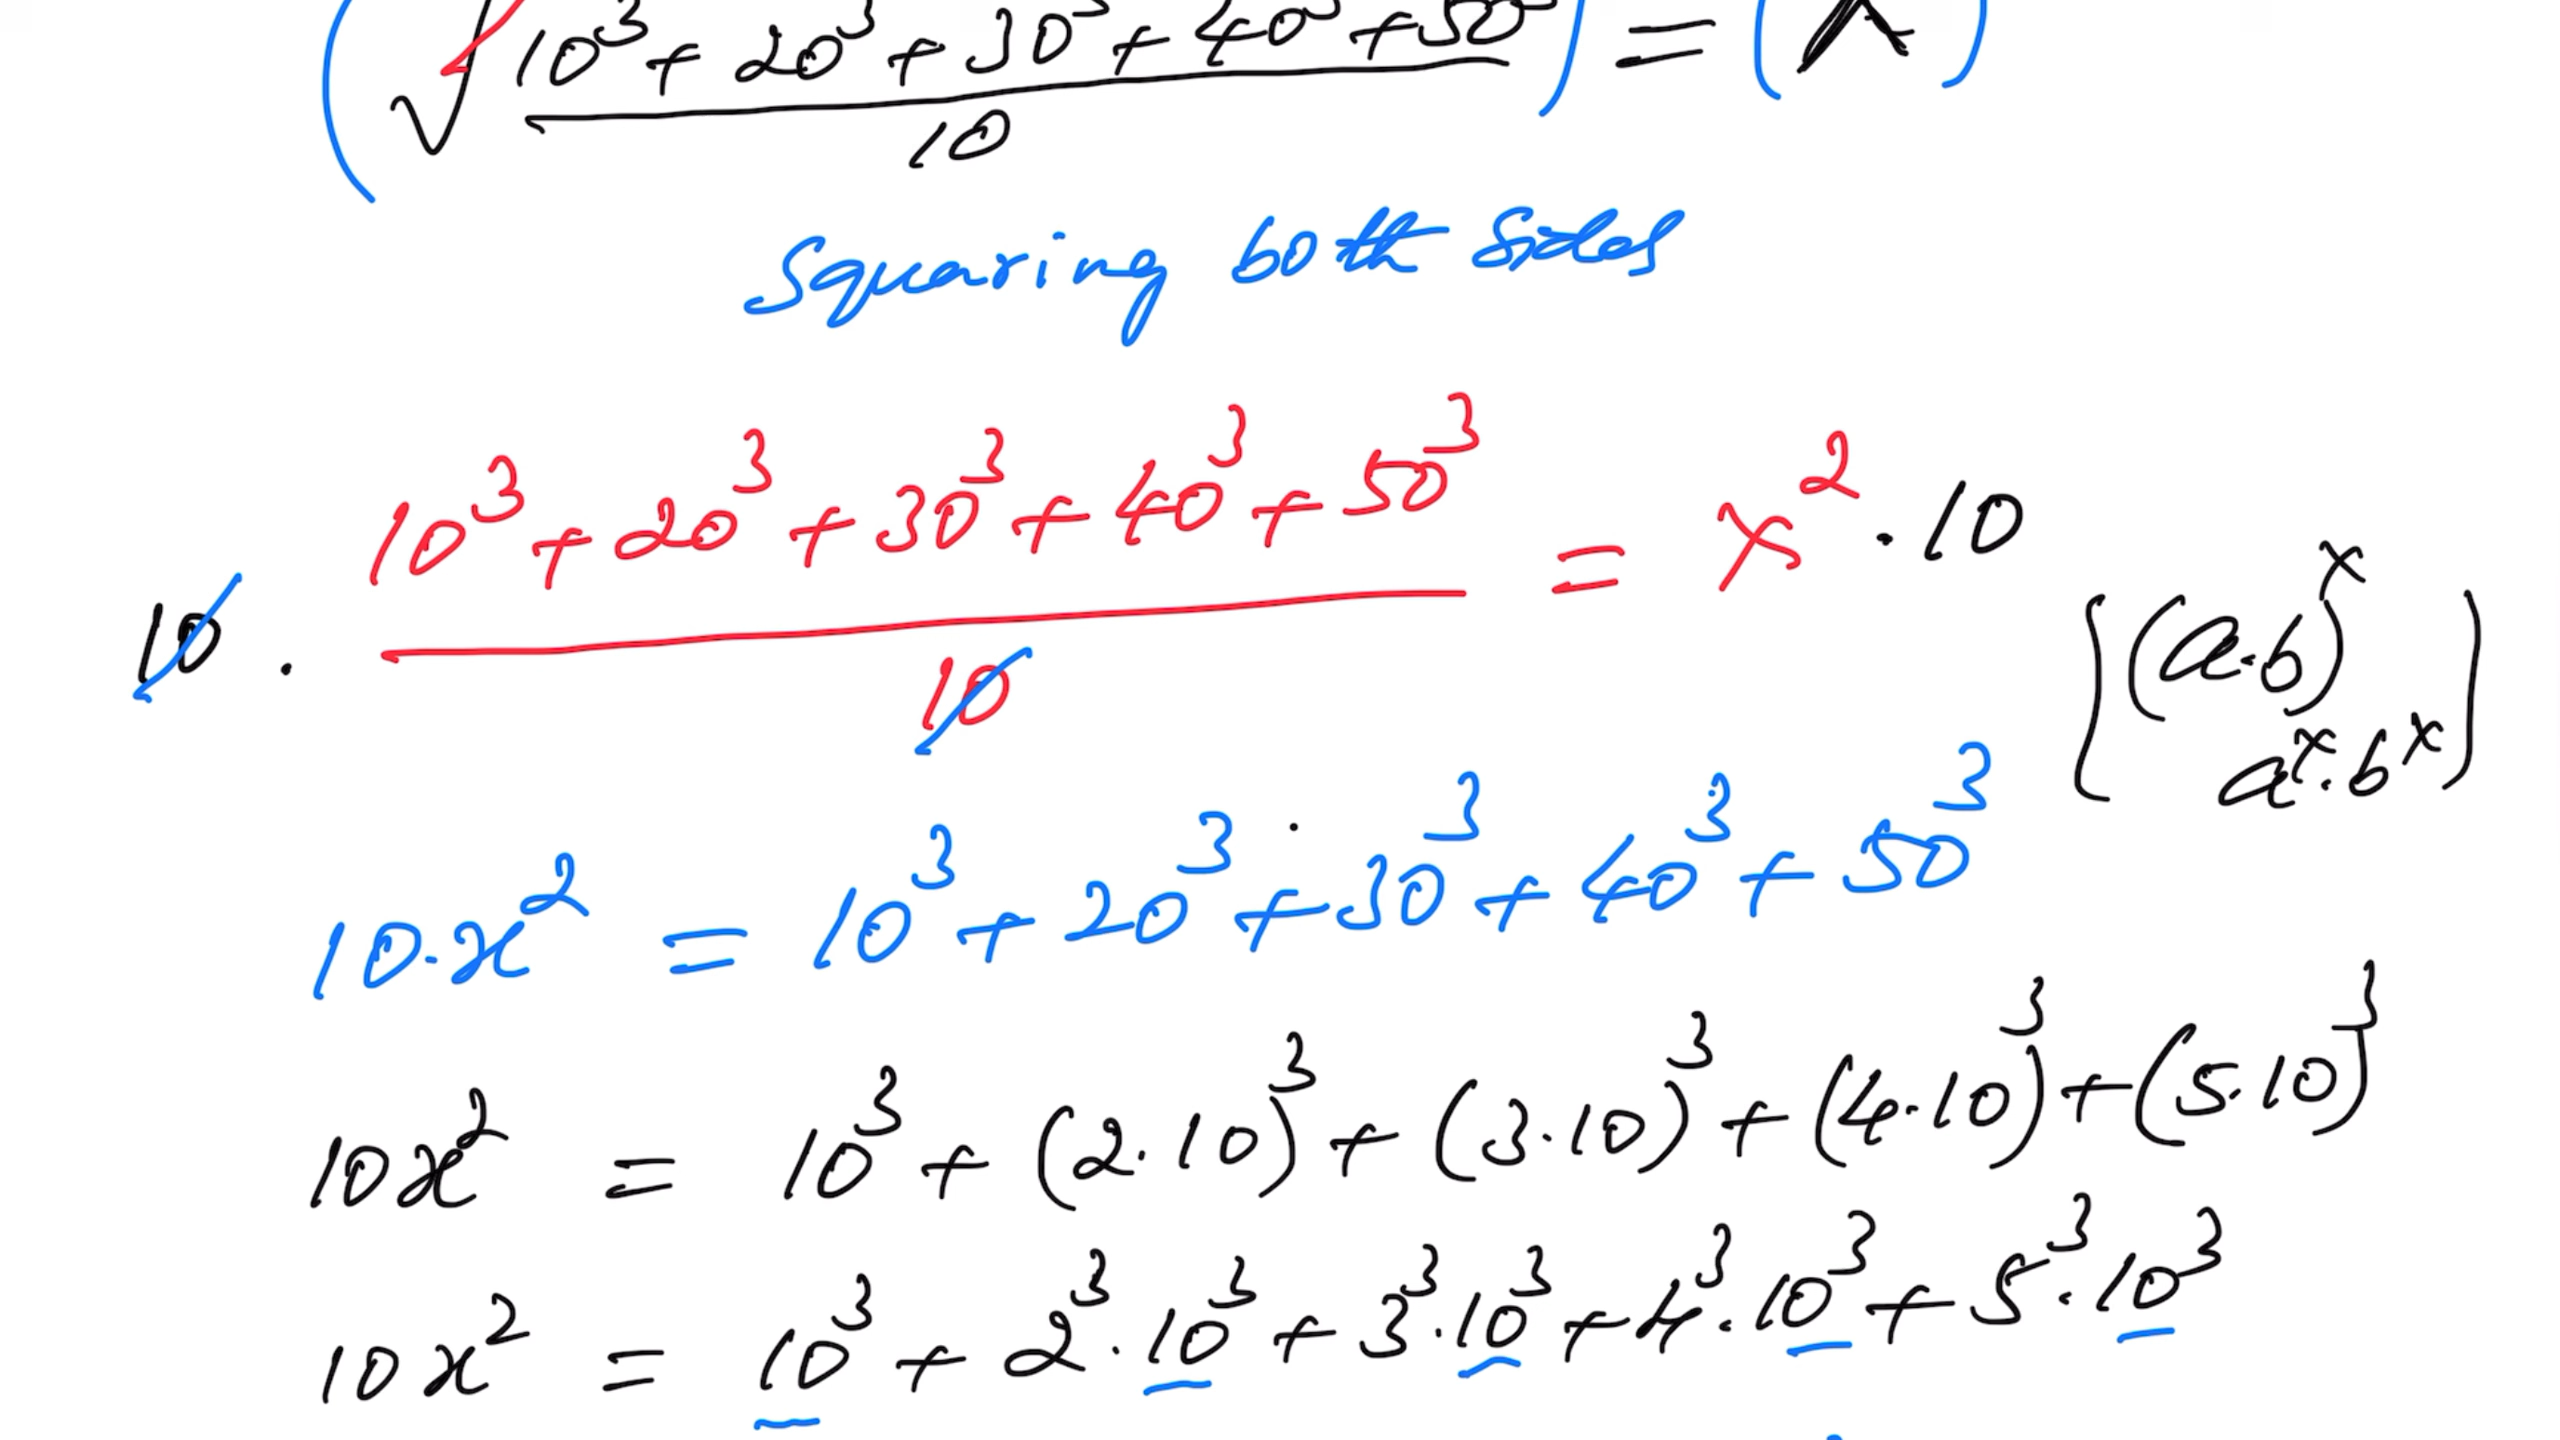 (√(10³ + 20³ + 30³ + 40³ + 50³ / 10)) = (x)
Squaring both sides
10 · (10³ + 20³ + 30³ + 40³ + 50³) / 10 = x² · 10
[(a·b)ˣ
aˣ·bˣ]
10·x² = 10³ + 20³ + 30³ + 40³ + 50³
10x² = 10³ + (2·10)³ + (3·10)³ + (4·10)³ + (5·10)³
10x² = 10³ + 2³·10³ + 3³·10³ + 4³·10³ + 5³·10³